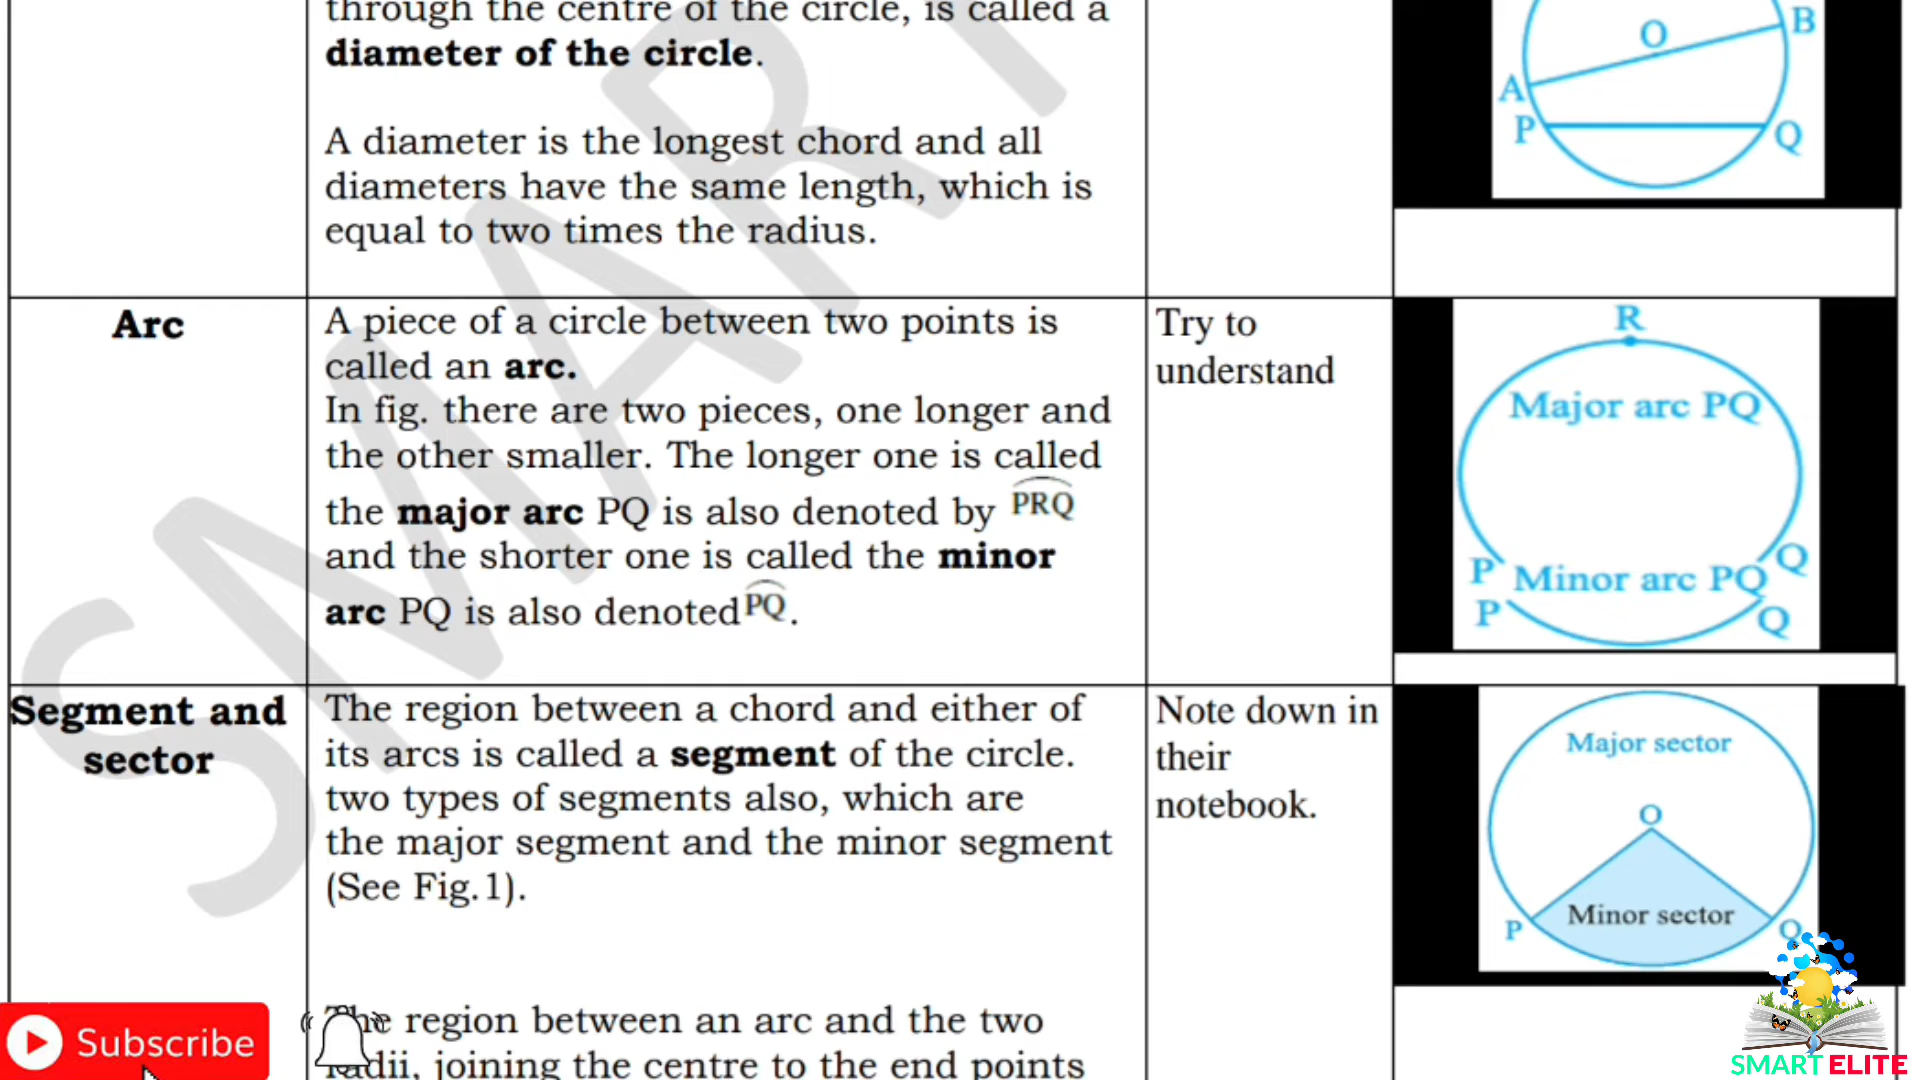 through the centre of the circle, is called a
diameter of the circle.
A diameter is the longest chord and all
diameters have the same length, which is
equal to two times the radius.
O
B
A
P
Q
Arc
A piece of a circle between two points is
called an arc.
In fig. there are two pieces, one longer and
the other smaller. The longer one is called
the major arc PQ is also denoted by PRQ
and the shorter one is called the minor
arc PQ is also denoted PQ.
Try to
understand
R
Major arc PQ
P
Q
Minor arc PQ
P
Q
Segment and
sector
The region between a chord and either of
its arcs is called a segment of the circle.
two types of segments also, which are
the major segment and the minor segment
(See Fig.1).
The region between an arc and the two
radii, joining the centre to the end points
Note down in
their
notebook.
Major sector
O
Minor sector
P
Q
SMART
Subscribe
SMART ELITE